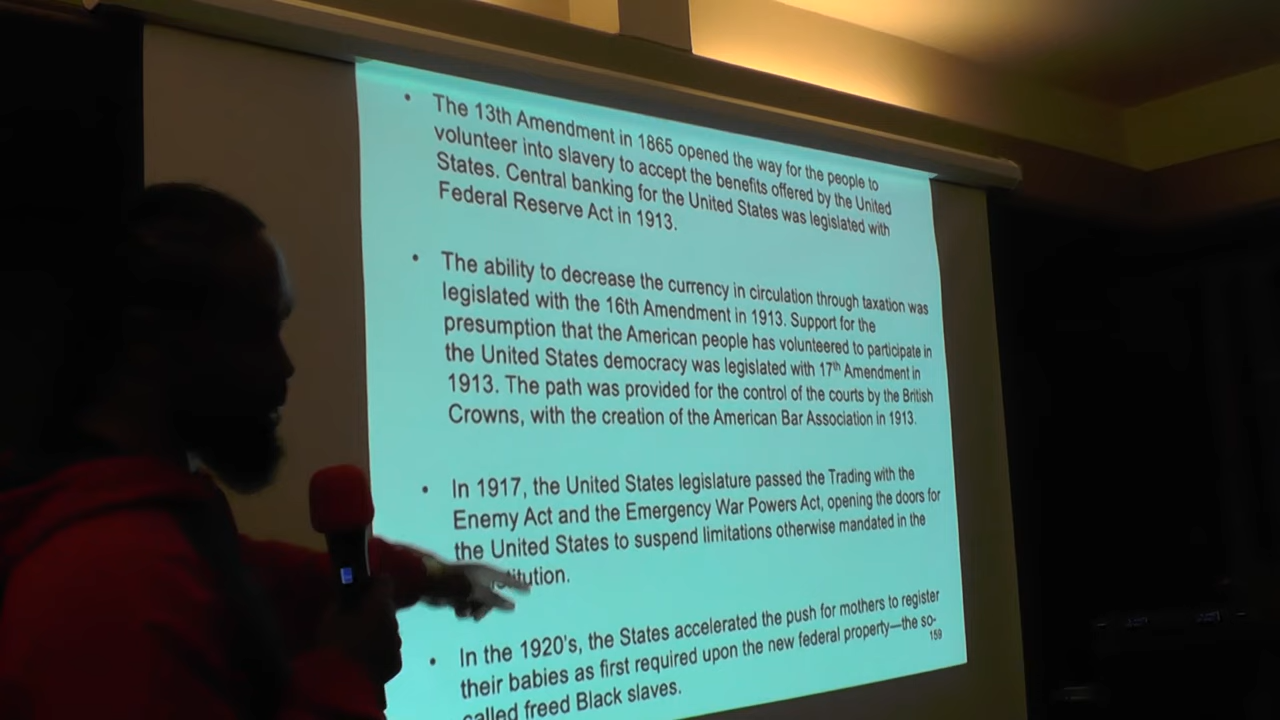 • The 13th Amendment in 1865 opened the way for the people to
volunteer into slavery to accept the benefits offered by the United
States. Central banking for the United States was legislated with
Federal Reserve Act in 1913.
• The ability to decrease the currency in circulation through taxation was
legislated with the 16th Amendment in 1913. Support for the
presumption that the American people has volunteered to participate in
the United States democracy was legislated with 17th Amendment in
1913. The path was provided for the control of the courts by the British
Crowns, with the creation of the American Bar Association in 1913.
• In 1917, the United States legislature passed the Trading with the
Enemy Act and the Emergency War Powers Act, opening the doors for
the United States to suspend limitations otherwise mandated in the
• In the 1920's, the States accelerated the push for mothers to register
their babies as first required upon the new federal property—the so-
159
called freed Black slaves.